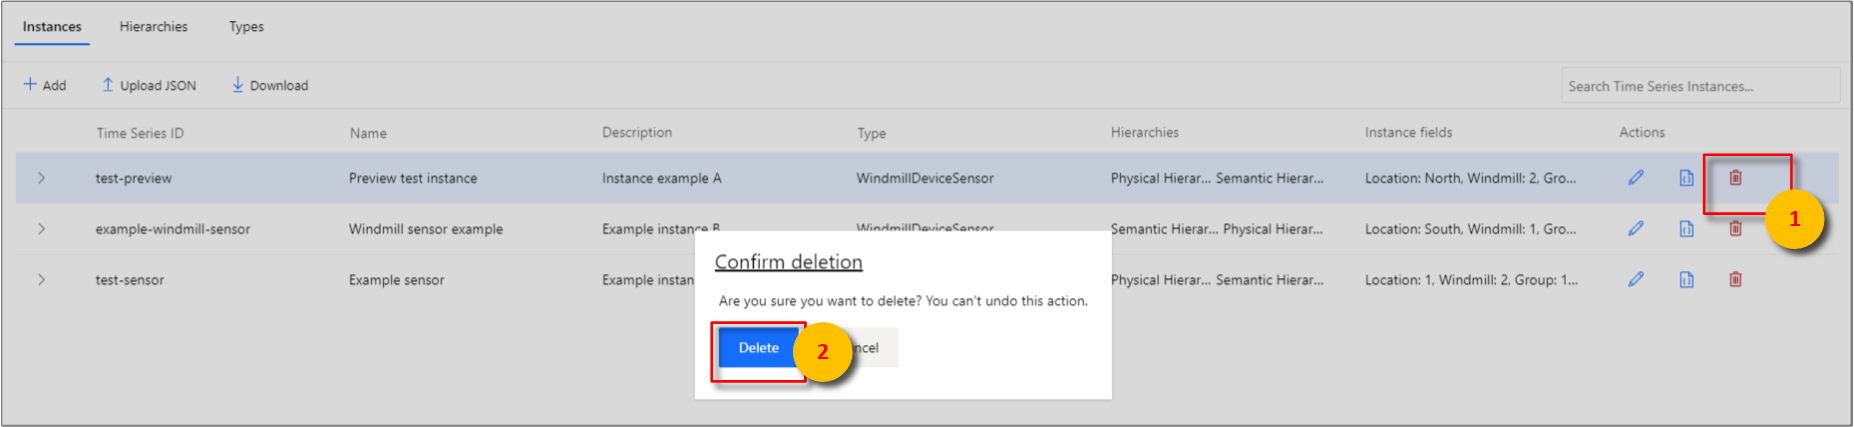 Instances Hierarchies Types
Add Upload JSON Download Search Time Series Instances...
Time Series ID Name Description Type Hierarchies Instance fields Actions
test-preview Preview test instance Instance example A WindmillDeviceSensor Physical Hierar... Semantic Hierar... Location: North, Windmill: 2, Gro...
1
example-windmill-sensor Windmill sensor example Example instance B WindmillDeviceSensor Semantic Hierar... Physical Hierar... Location: South, Windmill: 1, Gro...
Confirm deletion
test-sensor Example sensor Example instan Physical Hierar... Semantic Hierar... Location: 1, Windmill: 2, Group: 1...
Are you sure you want to delete? You can't undo this action.
Delete 2 ncel